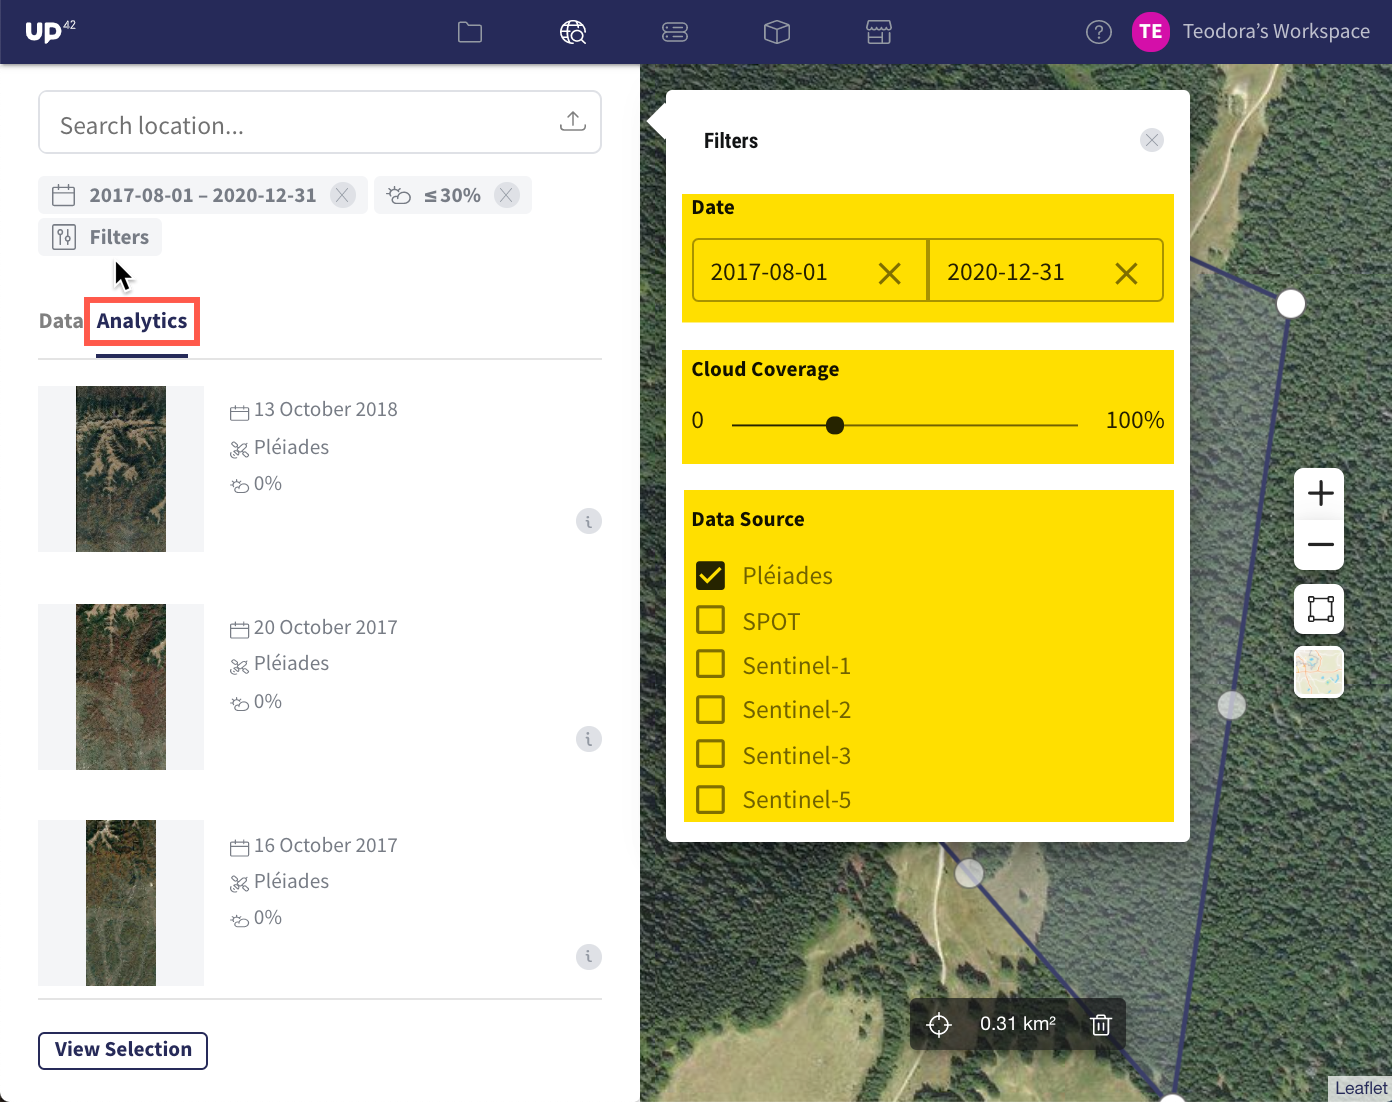 UP42
TE
Teodora's Workspace
Search location...
2017-08-01 – 2020-12-31
≤ 30%
Filters
Data
Analytics
13 October 2018
Pléiades
0%
20 October 2017
Pléiades
0%
16 October 2017
Pléiades
0%
View Selection
Filters
Date
2017-08-01
2020-12-31
Cloud Coverage
0
100%
Data Source
Pléiades
SPOT
Sentinel-1
Sentinel-2
Sentinel-3
Sentinel-5
0.31 km²
Leaflet